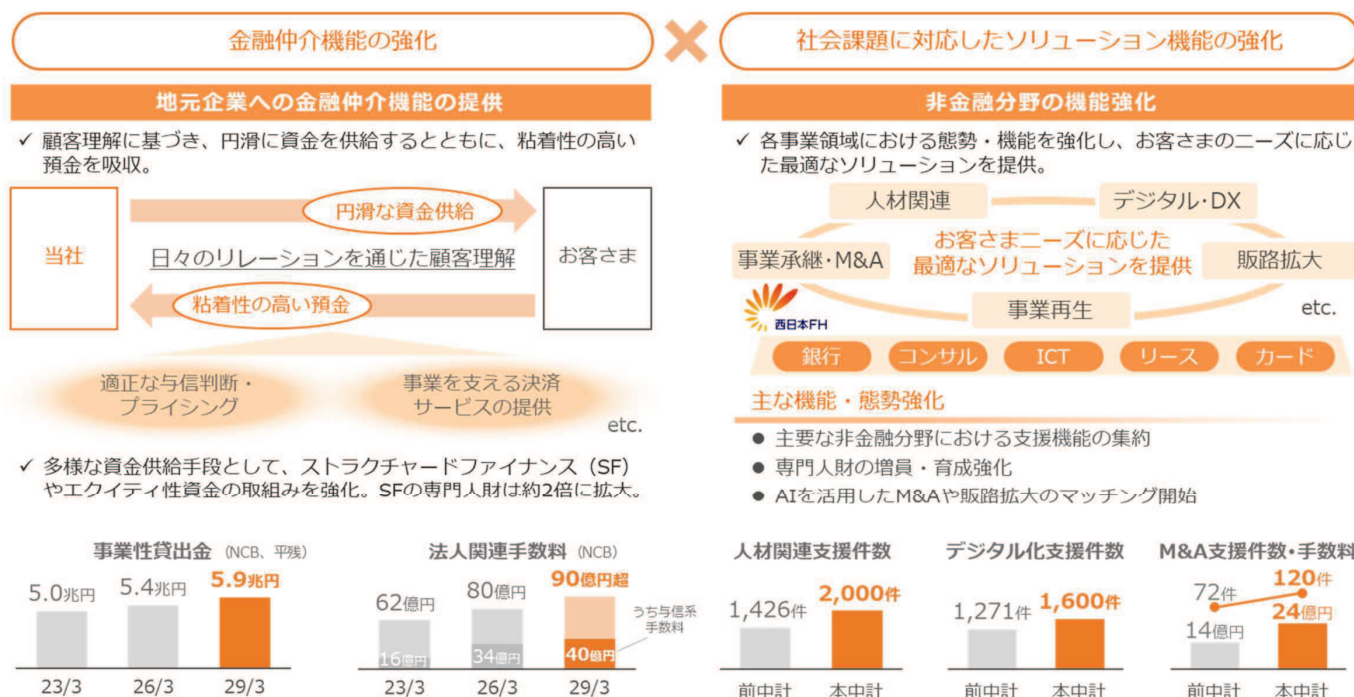 金融仲介機能の強化
社会課題に対応したソリューション機能の強化
地元企業への金融仲介機能の提供
✓ 顧客理解に基づき、円滑に資金を供給するとともに、粘着性の高い
預金を吸収。
当社
円滑な資金供給
日々のリレーションを通じた顧客理解
粘着性の高い預金
お客さま
適正な与信判断・
プライシング
事業を支える決済
サービスの提供
etc.
✓ 多様な資金供給手段として、ストラクチャードファイナンス（SF）
やエクイティ性資金の取組みを強化。SFの専門人財は約2倍に拡大。
事業性貸出金（NCB、平残）
5.0兆円
5.4兆円
5.9兆円
23/3
26/3
29/3
法人関連手数料（NCB）
62億円
80億円
90億円超
16億円
34億円
40億円
うち与信系
手数料
23/3
26/3
29/3
非金融分野の機能強化
✓ 各事業領域における態勢・機能を強化し、お客さまのニーズに応じ
た最適なソリューションを提供。
人材関連
デジタル・DX
事業承継・M&A
お客さまニーズに応じた
最適なソリューションを提供
販路拡大
事業再生
etc.
西日本FH
銀行
コンサル
ICT
リース
カード
主な機能・態勢強化
● 主要な非金融分野における支援機能の集約
● 専門人財の増員・育成強化
● AIを活用したM&Aや販路拡大のマッチング開始
人材関連支援件数
1,426件
2,000件
前中計
本中計
デジタル化支援件数
1,271件
1,600件
前中計
本中計
M&A支援件数・手数料
72件
120件
14億円
24億円
前中計
本中計